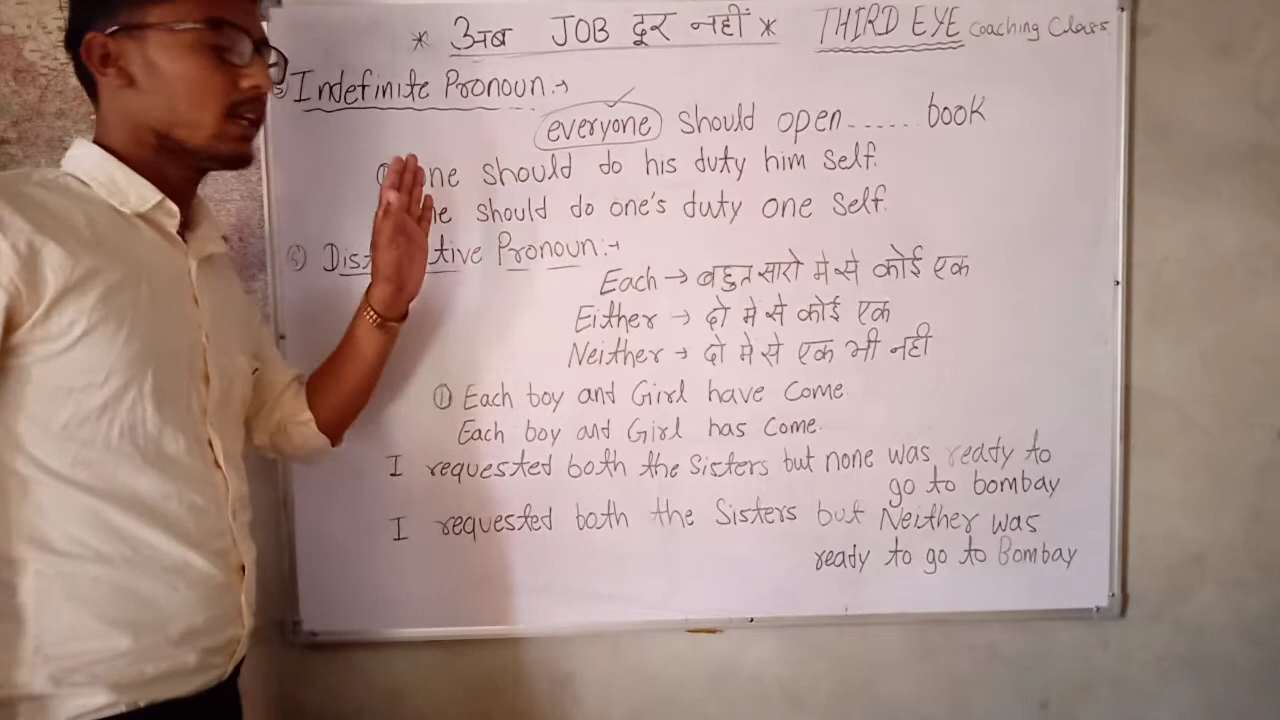 * अब JOB दूर नहीं * THIRD EYE Coaching Class
Indefinite Pronoun :-
everyone should open ...... book
one should do his duty him self.
should do one's duty one self.
Pronoun :-
Each → बहुत सारो मे से कोई एक
Either → दो मे से कोई एक
Neither → दो मे से एक भी नही
① Each boy and Girl have Come
Each boy and Girl has Come.
I requested both the Sisters but none was ready to
go to bombay
I requested both the Sisters but Neither was
ready to go to Bombay